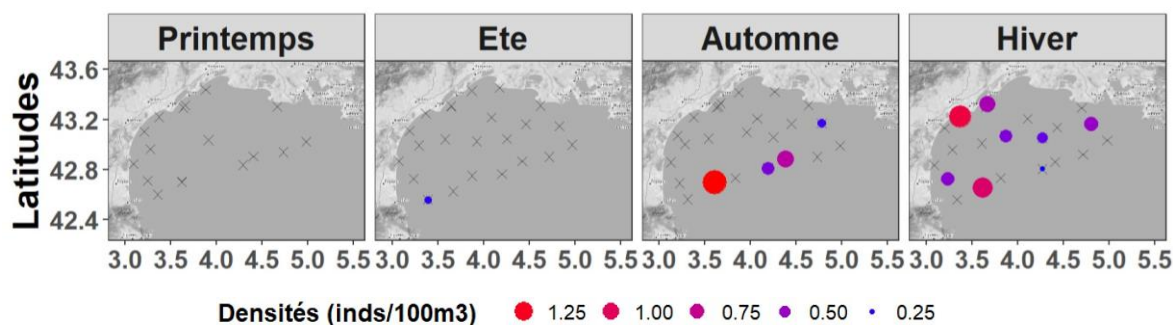 Printemps Ete Automne Hiver
Latitudes
43.6
43.2
42.8
42.4
3.0 3.5 4.0 4.5 5.0 5.5 3.0 3.5 4.0 4.5 5.0 5.5 3.0 3.5 4.0 4.5 5.0 5.5 3.0 3.5 4.0 4.5 5.0 5.5
Densités (inds/100m3) 1.25 1.00 0.75 0.50 0.25